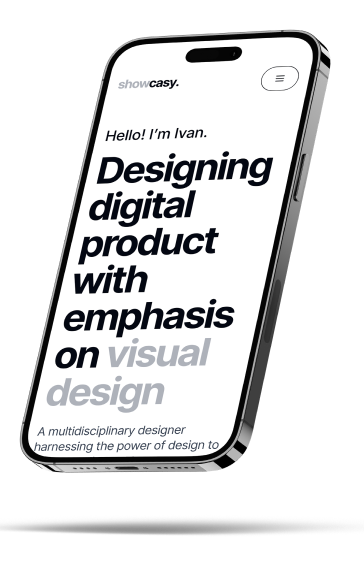 showcasy.
Hello! I'm Ivan.
Designing
digital
product
with
emphasis
on visual
design
A multidisciplinary designer
harnessing the power of design to